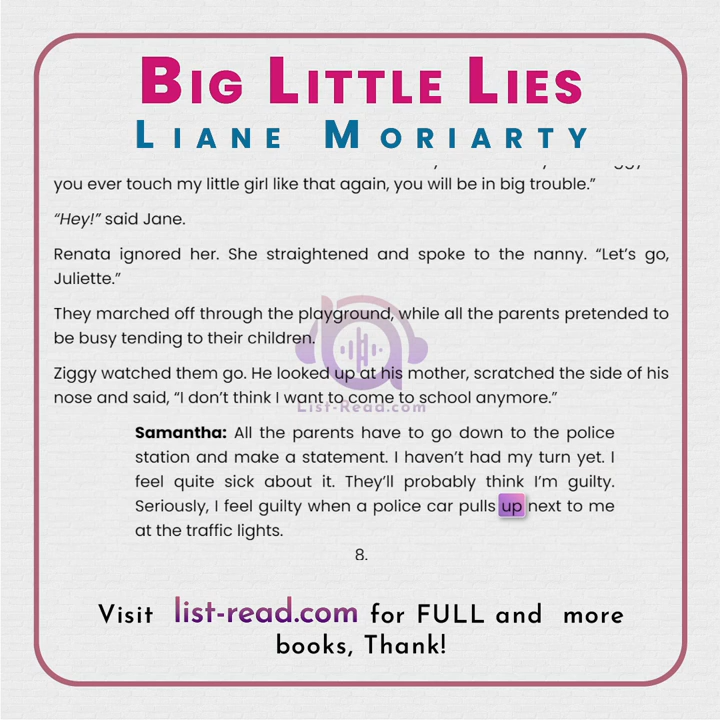 BIG LITTLE LIES
LIANE MORIARTY
you ever touch my little girl like that again, you will be in big trouble.”
“Hey!” said Jane.
Renata ignored her. She straightened and spoke to the nanny. “Let’s go,
Juliette.”
They marched off through the playground, while all the parents pretended to
be busy tending to their children.
Ziggy watched them go. He looked up at his mother, scratched the side of his
nose and said, “I don’t think I want to come to school anymore.”
List-Read.com
Samantha: All the parents have to go down to the police
station and make a statement. I haven’t had my turn yet. I
feel quite sick about it. They’ll probably think I’m guilty.
Seriously, I feel guilty when a police car pulls up next to me
at the traffic lights.
8.
Visit list-read.com for FULL and more
books, Thank!